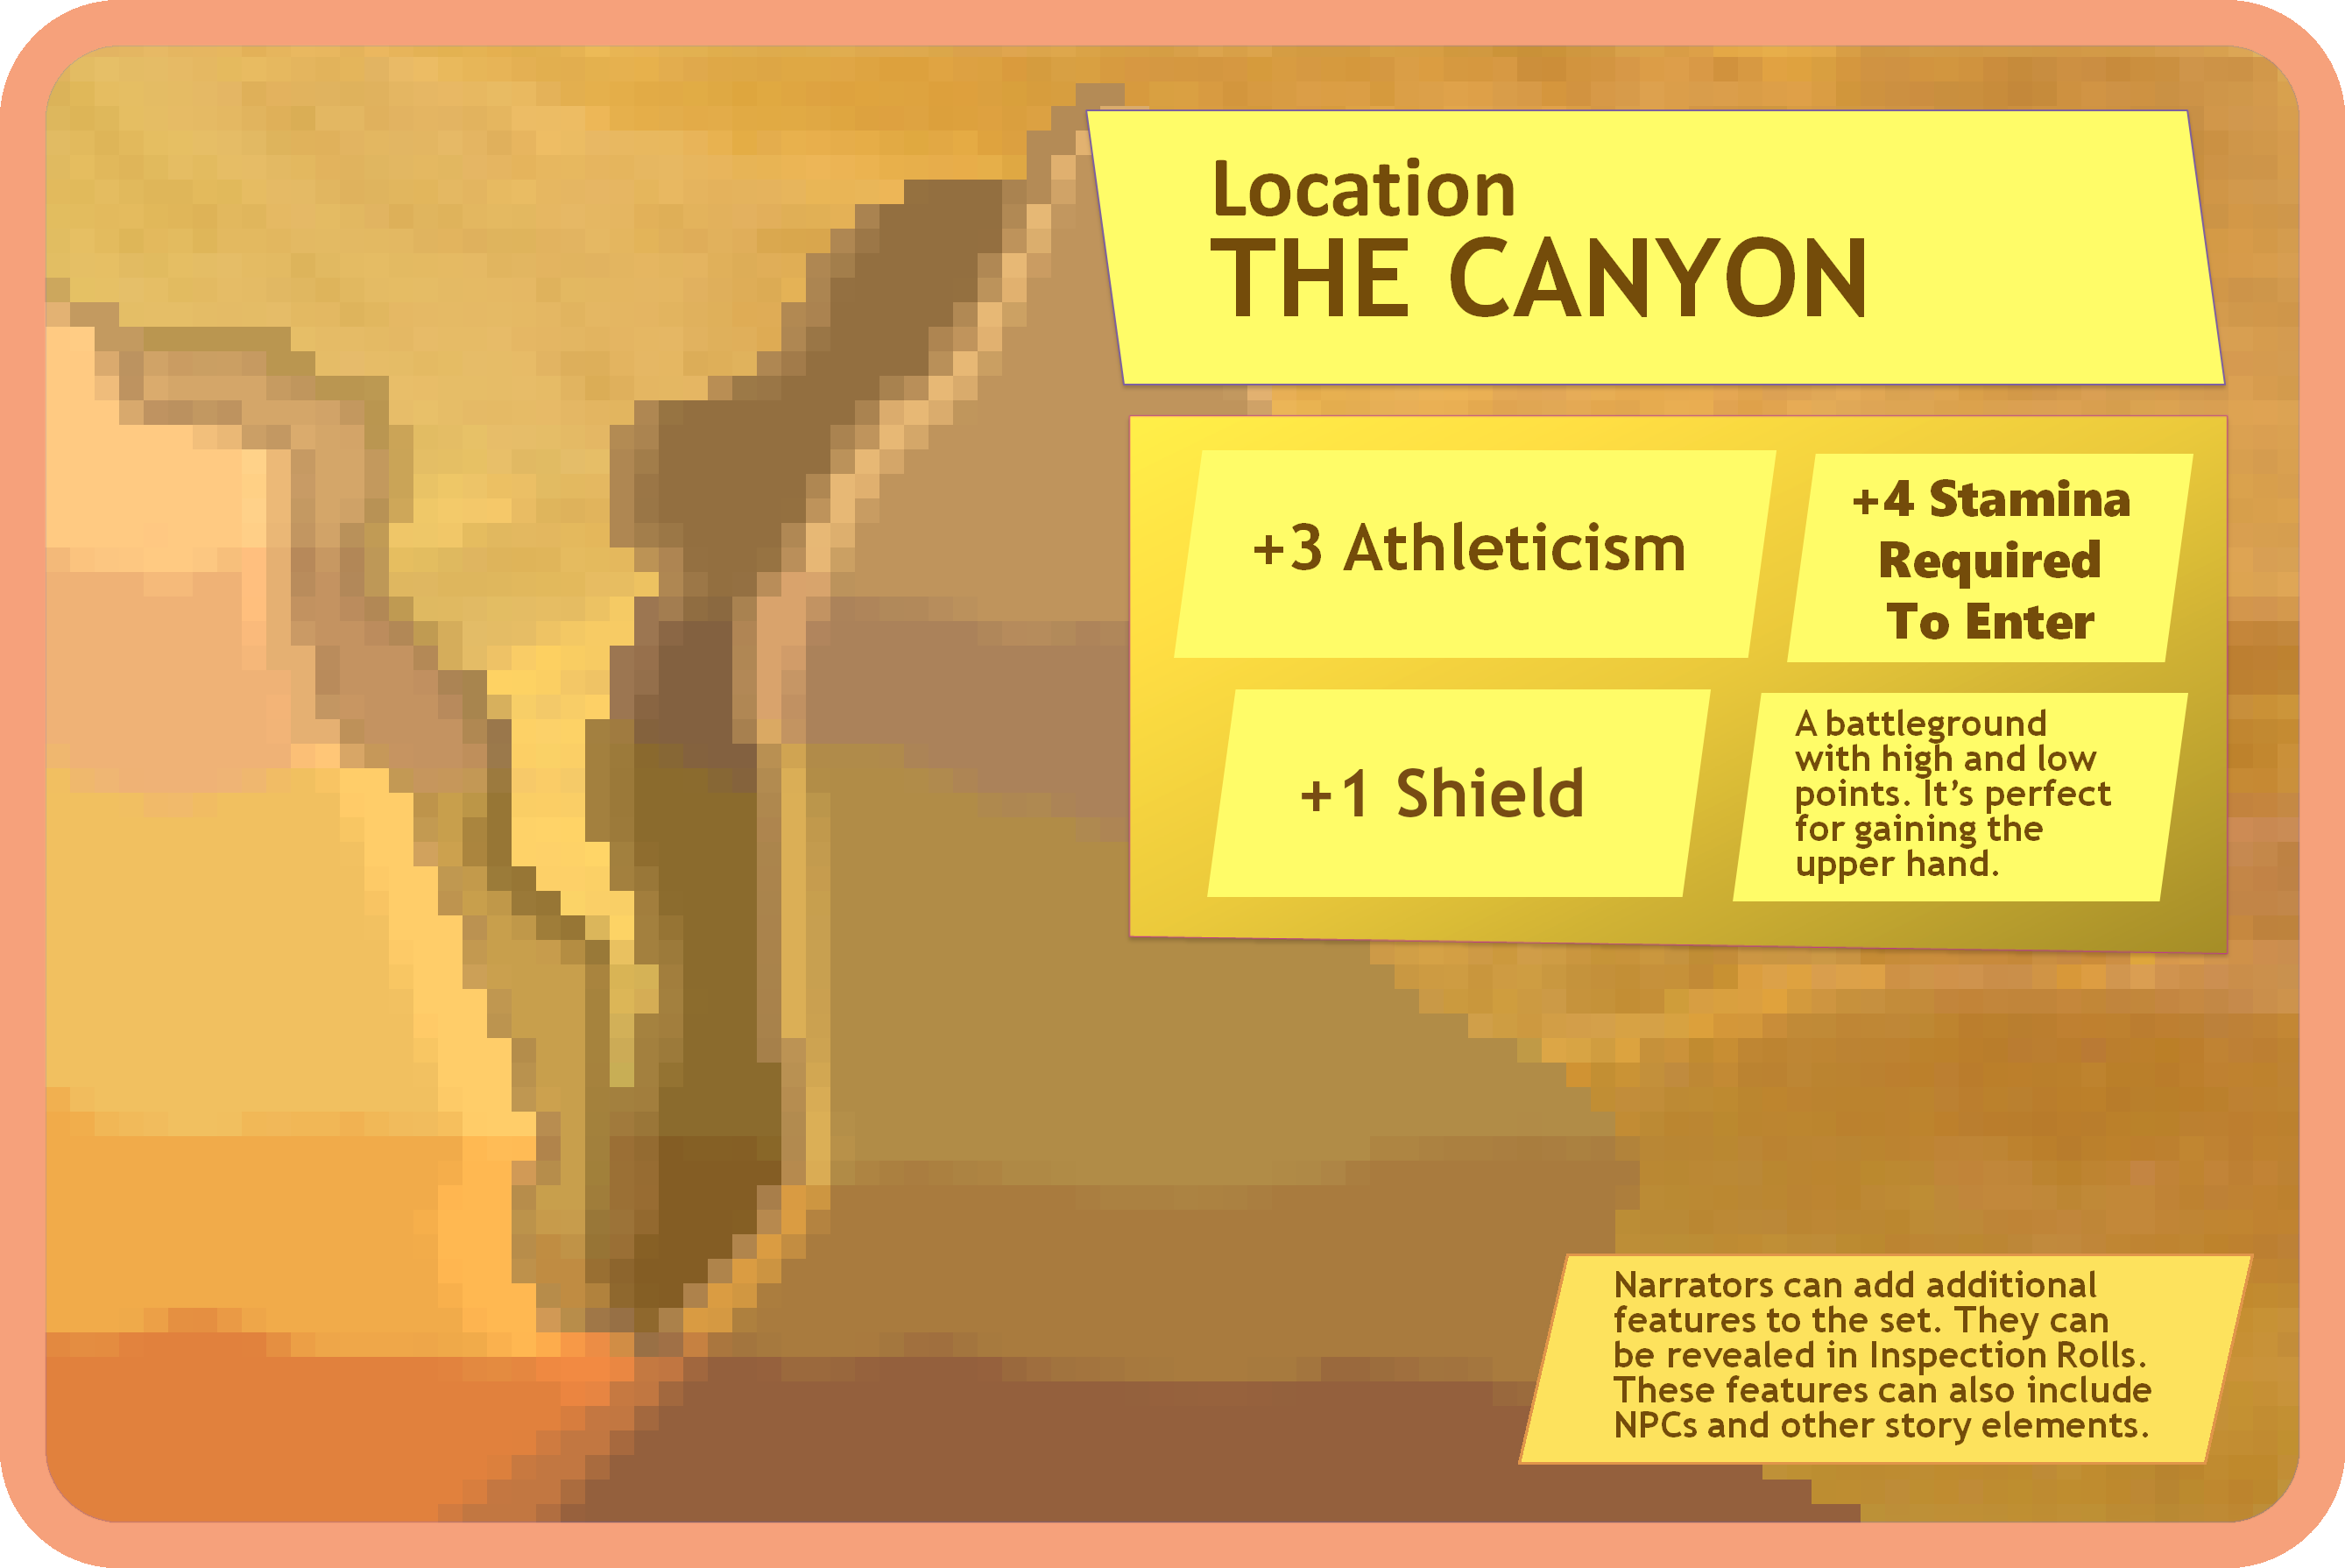 Location
THE CANYON
+3 Athleticism
+4 Stamina
Required
To Enter
+1 Shield
A battleground
with high and low
points. It’s perfect
for gaining the
upper hand.
Narrators can add additional
features to the set. They can
be revealed in Inspection Rolls.
These features can also include
NPCs and other story elements.